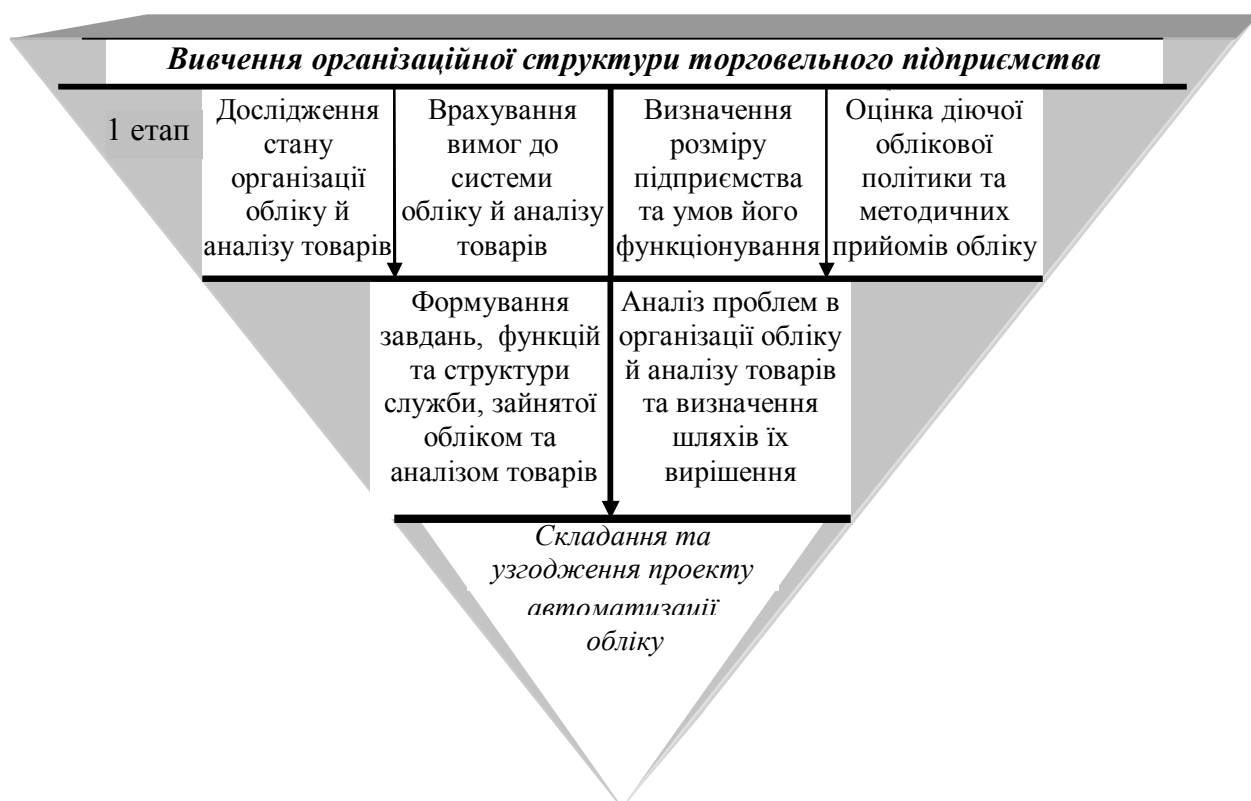 Вивчення організаційної структури торговельного підприємства
1 етап
Дослідження
стану
організації
обліку й
аналізу товарів
Врахування
вимог до
системи
обліку й аналізу
товарів
Визначення
розміру
підприємства
та умов його
функціонування
Оцінка діючої
облікової
політики та
методичних
прийомів обліку
Формування
завдань, функцій
та структури
служби, зайнятої
обліком та
аналізом товарів
Аналіз проблем в
організації обліку
й аналізу товарів
та визначення
шляхів їх
вирішення
Складання та
узгодження проекту
автоматизації
обліку